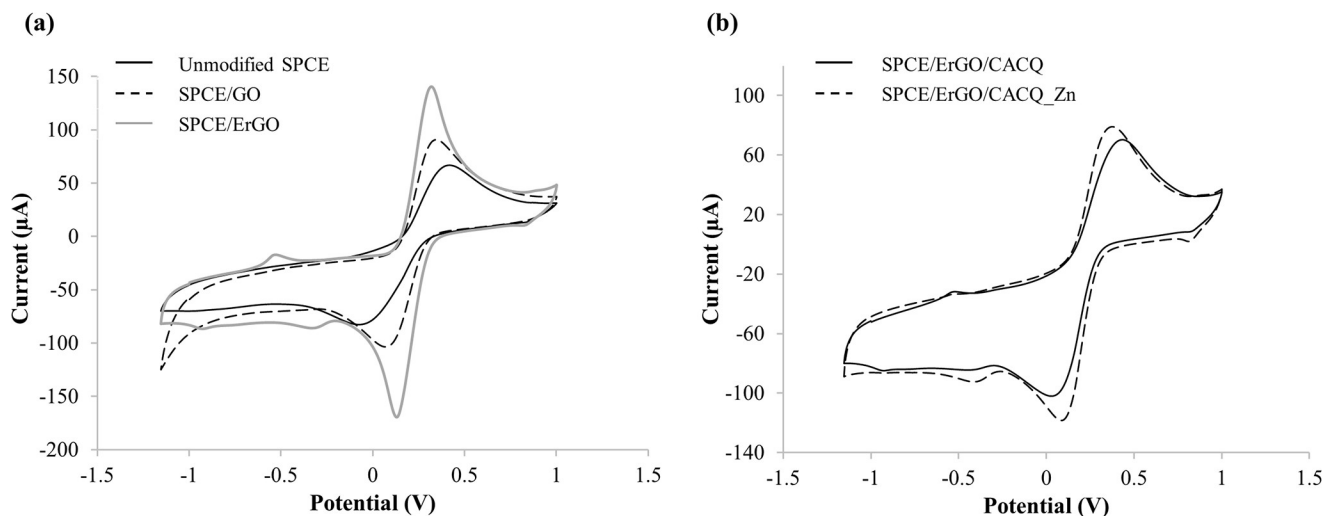 (a)
Unmodified SPCE
SPCE/GO
SPCE/ErGO
150
100
50
0
-50
-100
-150
-200
Current (µA)
-1.5 -1 -0.5 0 0.5 1 1.5
Potential (V)
(b)
SPCE/ErGO/CACQ
SPCE/ErGO/CACQ_Zn
100
60
20
-20
-60
-100
-140
Current (µA)
-1.5 -1 -0.5 0 0.5 1 1.5
Potential (V)